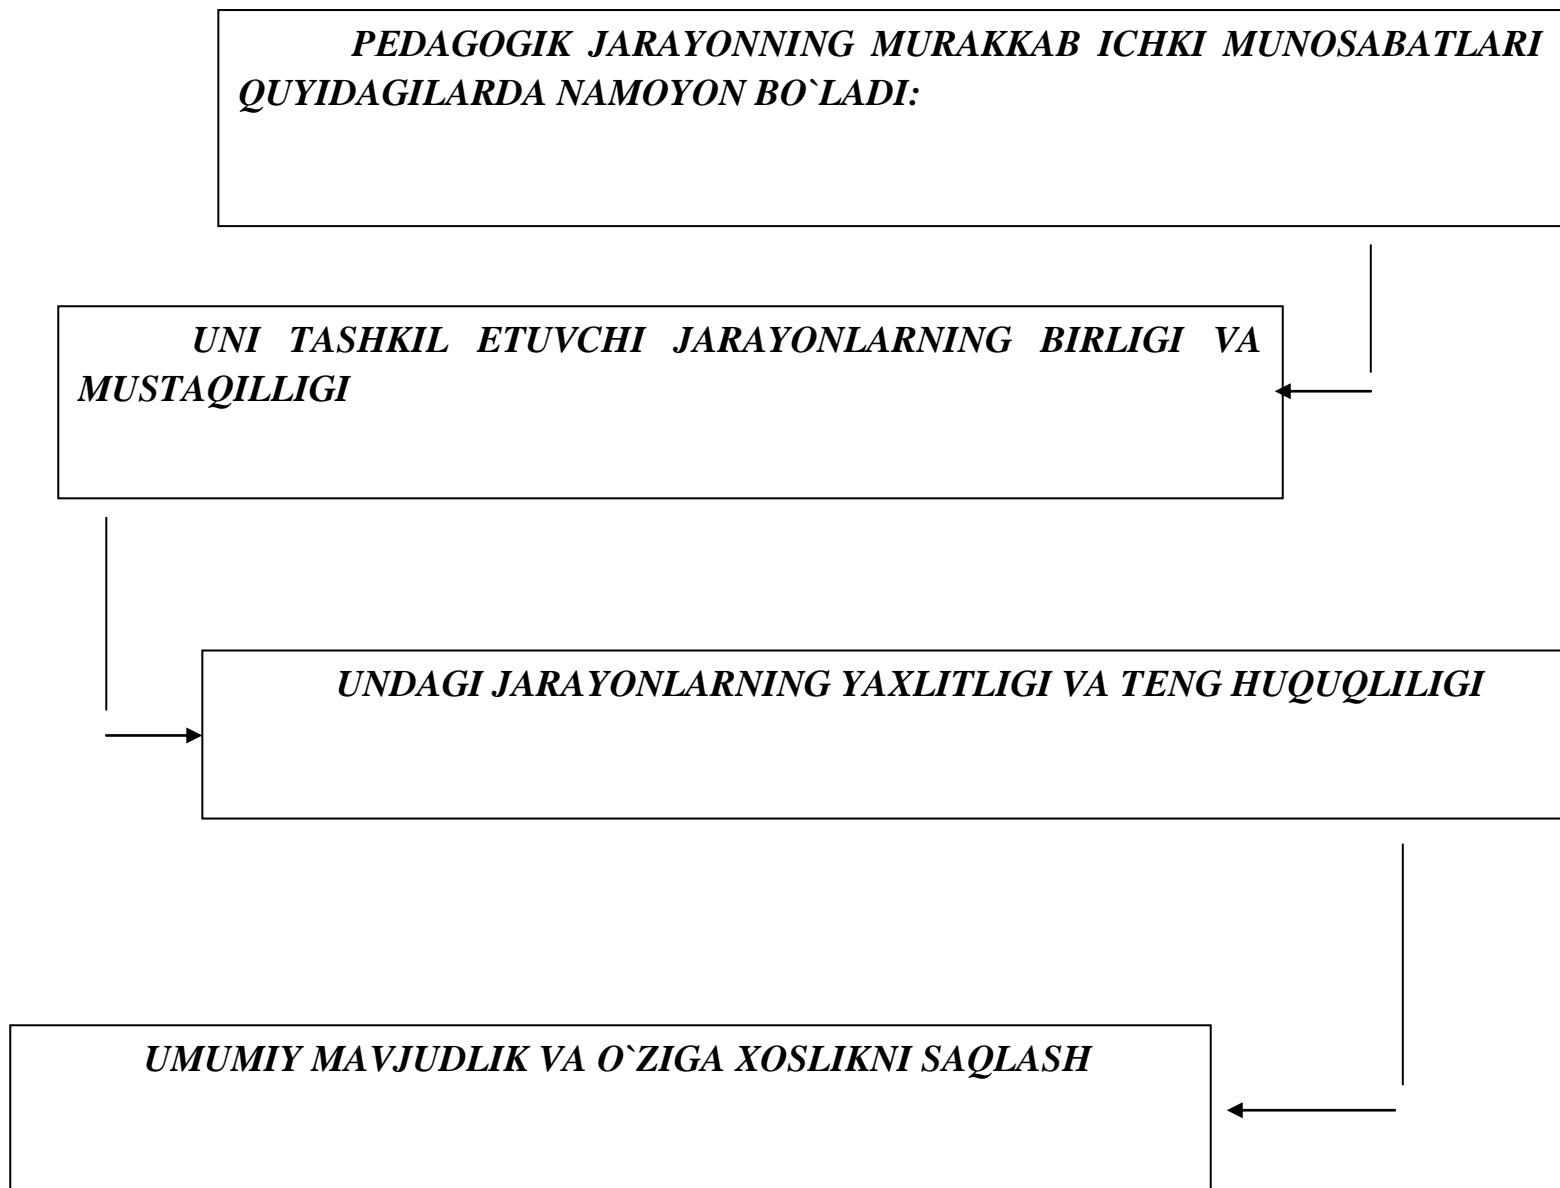 PEDAGOGIK JARAYONNING MURAKKAB ICHKI MUNOSABATLARI
QUYIDAGILARDA NAMOYON BO`LADI:
UNI TASHKIL ETUVCHI JARAYONLARNING BIRLIGI VA
MUSTAQILLIGI
UNDAGI JARAYONLARNING YAXLITLIGI VA TENG HUQUQLILIGI
UMUMIY MAVJUDLIK VA O`ZIGA XOSLIKNI SAQLASH